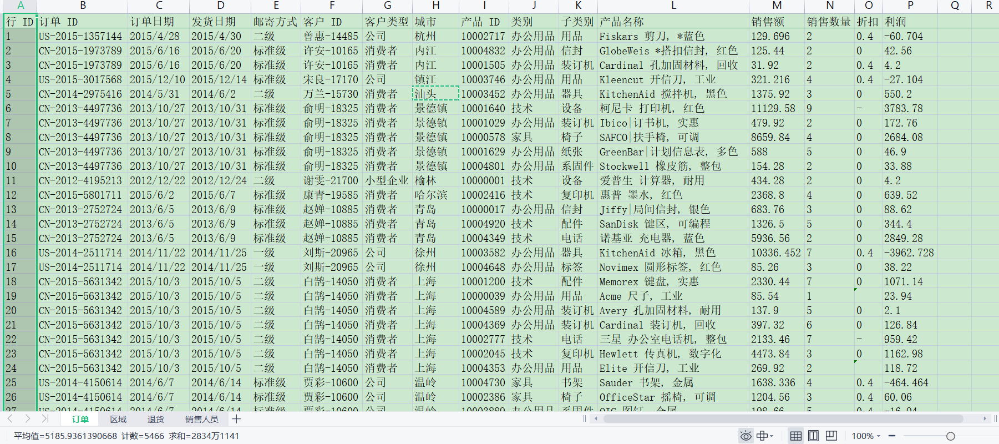 A B C D E F G H I J K L M N O P Q R
行 ID 订单 ID 订单日期 发货日期 邮寄方式 客户 ID 客户类型 城市 产品 ID 类别 子类别 产品名称 销售额 销售数量 折扣 利润
1 US-2015-1357144 2015/4/28 2015/4/30 二级 曾惠-14485 公司 杭州 10002717 办公用品 用品 Fiskars 剪刀, *蓝色 129.696 2 0.4 -60.704
2 CN-2015-1973789 2015/6/16 2015/6/20 标准级 许安-10165 消费者 内江 10004832 办公用品 信封 GlobeWeis *搭扣信封, 红色 125.44 2 0 42.56
3 CN-2015-1973789 2015/6/16 2015/6/20 标准级 许安-10165 消费者 内江 10001505 办公用品 装订机 Cardinal 孔加固材料, 回收 31.92 2 0.4 4.2
4 US-2015-3017568 2015/12/10 2015/12/14 标准级 宋良-17170 公司 镇江 10003746 办公用品 用品 Kleencut 开信刀, 工业 321.216 4 0.4 -27.104
5 CN-2014-2975416 2014/5/31 2014/6/2 二级 万兰-15730 消费者 汕头 10003452 办公用品 器具 KitchenAid 搅拌机, 黑色 1375.92 3 0 550.2
6 CN-2013-4497736 2013/10/27 2013/10/31 标准级 俞明-18325 消费者 景德镇 10001640 技术 设备 柯尼卡 打印机, 红色 11129.58 9 - 3783.78
7 CN-2013-4497736 2013/10/27 2013/10/31 标准级 俞明-18325 消费者 景德镇 10001029 办公用品 装订机 Ibico|订书机, 实惠 479.92 2 0 172.76
8 CN-2013-4497736 2013/10/27 2013/10/31 标准级 俞明-18325 消费者 景德镇 10000578 家具 椅子 SAFCO|扶手椅, 可调 8659.84 4 0 2684.08
9 CN-2013-4497736 2013/10/27 2013/10/31 标准级 俞明-18325 消费者 景德镇 10001629 办公用品 纸张 GreenBar|计划信息表, 多色 588 5 0 46.9
10 CN-2013-4497736 2013/10/27 2013/10/31 标准级 俞明-18325 消费者 景德镇 10004801 办公用品 系固件 Stockwell 橡皮筋, 整包 154.28 2 0 33.88
11 CN-2012-4195213 2012/12/22 2012/12/24 二级 谢雯-21700 小型企业 榆林 10000001 技术 设备 爱普生 计算器, 耐用 434.28 2 0 4.2
12 CN-2015-5801711 2015/6/2 2015/6/7 标准级 康青-19585 消费者 哈尔滨 10002416 技术 复印机 惠普 墨水, 红色 2368.8 4 0 639.52
13 CN-2013-2752724 2013/6/5 2013/6/9 标准级 赵婵-10885 消费者 青岛 10000017 办公用品 信封 Jiffy|局间信封, 银色 683.76 3 0 88.62
14 CN-2013-2752724 2013/6/5 2013/6/9 标准级 赵婵-10885 消费者 青岛 10004920 技术 配件 SanDisk 键区, 可编程 1326.5 5 0 344.4
15 CN-2013-2752724 2013/6/5 2013/6/9 标准级 赵婵-10885 消费者 青岛 10004349 技术 电话 诺基亚 充电器, 蓝色 5936.56 2 0 2849.28
16 US-2014-2511714 2014/11/22 2014/11/25 一级 刘斯-20965 公司 徐州 10003582 办公用品 器具 KitchenAid 冰箱, 黑色 10336.452 7 0.4 -3962.728
17 US-2014-2511714 2014/11/22 2014/11/25 一级 刘斯-20965 公司 徐州 10004648 办公用品 标签 Novimex 圆形标签, 红色 85.26 3 0 38.22
18 CN-2015-5631342 2015/10/3 2015/10/5 二级 白鹄-14050 消费者 上海 10001200 技术 配件 Memorex 键盘, 实惠 2330.44 7 0 1071.14
19 CN-2015-5631342 2015/10/3 2015/10/5 二级 白鹄-14050 消费者 上海 10000039 办公用品 用品 Acme 尺子, 工业 85.54 1 23.94
20 CN-2015-5631342 2015/10/3 2015/10/5 二级 白鹄-14050 消费者 上海 10004589 办公用品 装订机 Avery 孔加固材料, 耐用 137.9 5 0 2.1
21 CN-2015-5631342 2015/10/3 2015/10/5 二级 白鹄-14050 消费者 上海 10004369 办公用品 装订机 Cardinal 装订机, 回收 397.32 6 0 126.84
22 CN-2015-5631342 2015/10/3 2015/10/5 二级 白鹄-14050 消费者 上海 10002777 技术 电话 三星 办公室电话机, 整包 2133.46 7 - 959.42
23 CN-2015-5631342 2015/10/3 2015/10/5 二级 白鹄-14050 消费者 上海 10002045 技术 复印机 Hewlett 传真机, 数字化 4473.84 3 0 1162.98
24 CN-2015-5631342 2015/10/3 2015/10/5 二级 白鹄-14050 消费者 上海 10004353 办公用品 用品 Elite 开信刀, 工业 269.92 2 118.72
25 US-2014-4150614 2014/6/7 2014/6/14 标准级 贾彩-10600 公司 温岭 10004730 家具 书架 Sauder 书架, 金属 1638.336 4 0.4 -464.464
26 US-2014-4150614 2014/6/7 2014/6/14 标准级 贾彩-10600 公司 温岭 10002386 家具 椅子 OfficeStar 摇椅, 可调 1204.56 3 0.4 60.06
27 US-2014-4150614 2014/6/7 2014/6/14 标准级 贾彩-10600 公司 温岭 10003889 办公用品 系固件 OIC 图钉, 金属 198.66 5 0.4 -16.94
订单 区域 退货 销售人员
平均值=5185.9361390668 计数=5466 求和=2834万1141 100%